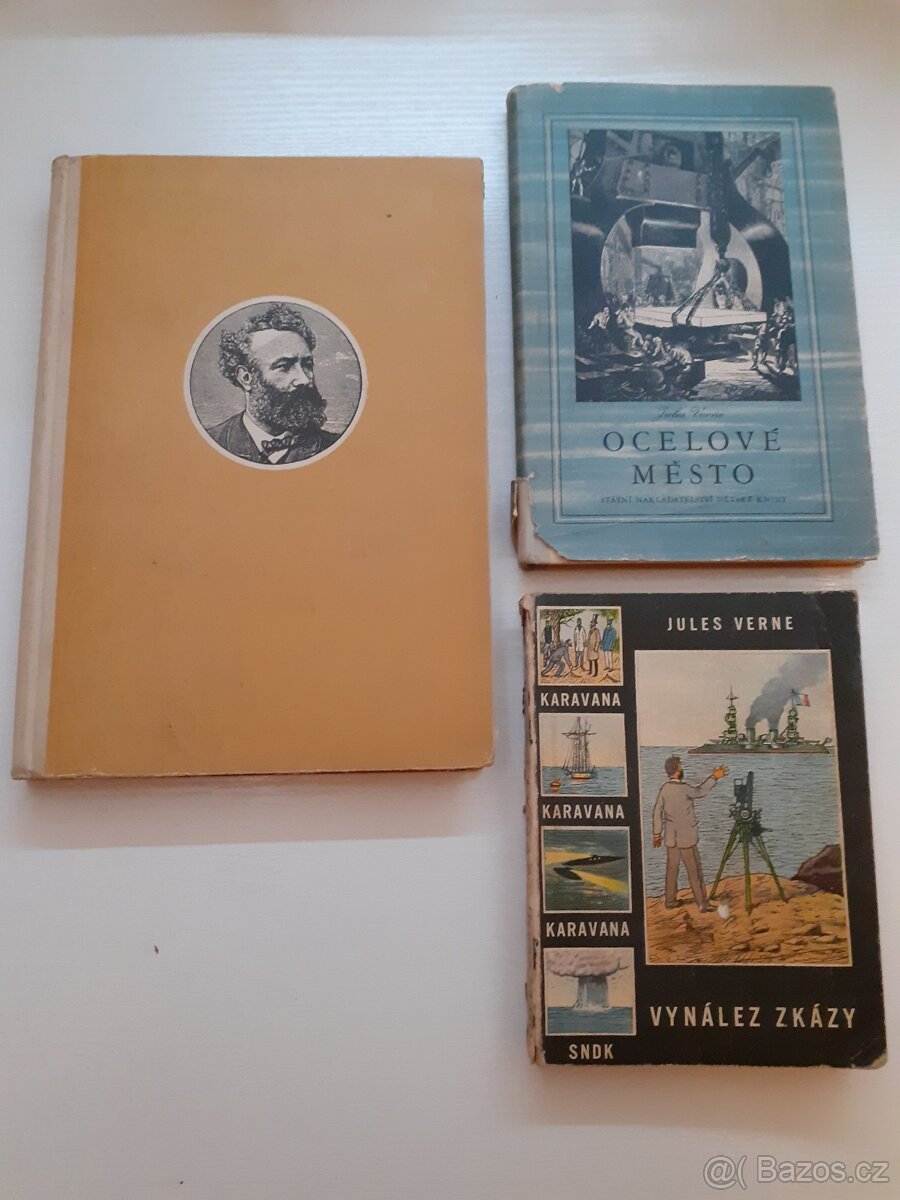 Jules Verne
OCELOVÉ
MĚSTO
STÁTNÍ NAKLADATELSTVÍ DĚTSKÉ KNIHY
JULES VERNE
KARAVANA
KARAVANA
KARAVANA
VYNÁLEZ ZKÁZY
SNDK
@( Bazos.cz